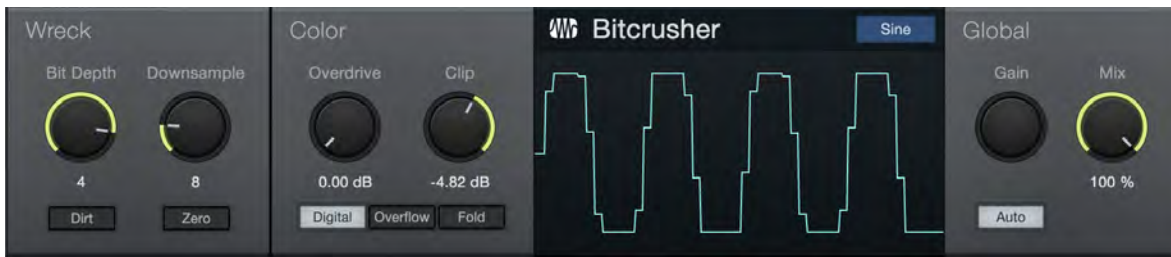 Wreck
Bit Depth Downsample
4 8
Dirt Zero
Color
Overdrive Clip
0.00 dB -4.82 dB
Digital Overflow Fold
Bitcrusher Sine
Global
Gain Mix
100 %
Auto